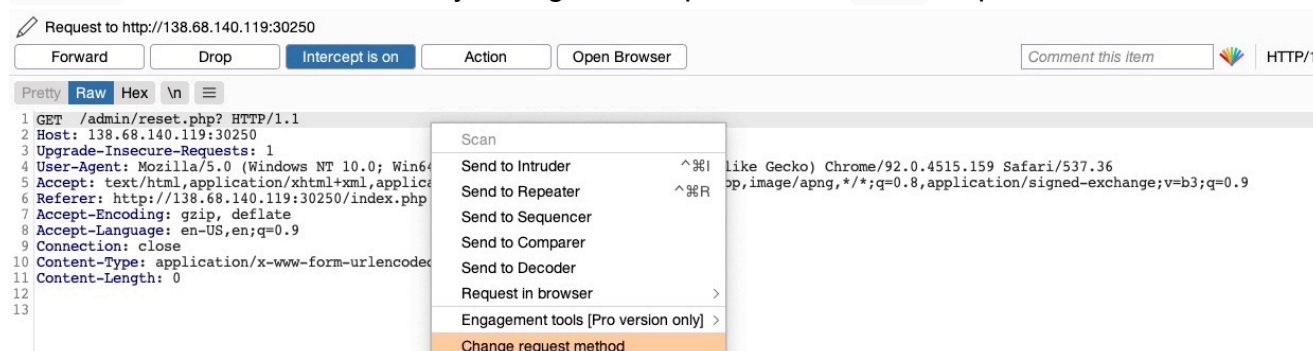 Request to http://138.68.140.119:30250
Forward Drop Intercept is on Action Open Browser Comment this item HTTP/1
Pretty Raw Hex \n ≡
1 GET /admin/reset.php? HTTP/1.1
2 Host: 138.68.140.119:30250
3 Upgrade-Insecure-Requests: 1
4 User-Agent: Mozilla/5.0 (Windows NT 10.0; Win64 like Gecko) Chrome/92.0.4515.159 Safari/537.36
5 Accept: text/html,application/xhtml+xml,applica pp,image/apng,*/*;q=0.8,application/signed-exchange;v=b3;q=0.9
6 Referer: http://138.68.140.119:30250/index.php
7 Accept-Encoding: gzip, deflate
8 Accept-Language: en-US,en;q=0.9
9 Connection: close
10 Content-Type: application/x-www-form-urlencoded
11 Content-Length: 0
12
13
Scan
Send to Intruder ^⌘I
Send to Repeater ^⌘R
Send to Sequencer
Send to Comparer
Send to Decoder
Request in browser >
Engagement tools [Pro version only] >
Change request method